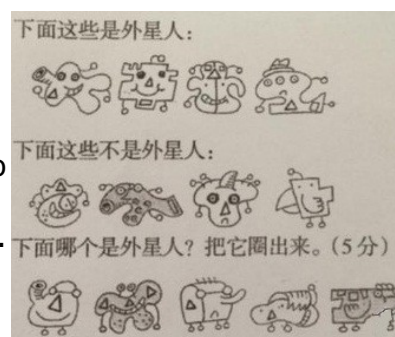 下面这些是外星人：
下面这些不是外星人：
下面哪个是外星人？把它圈出来。（5分）